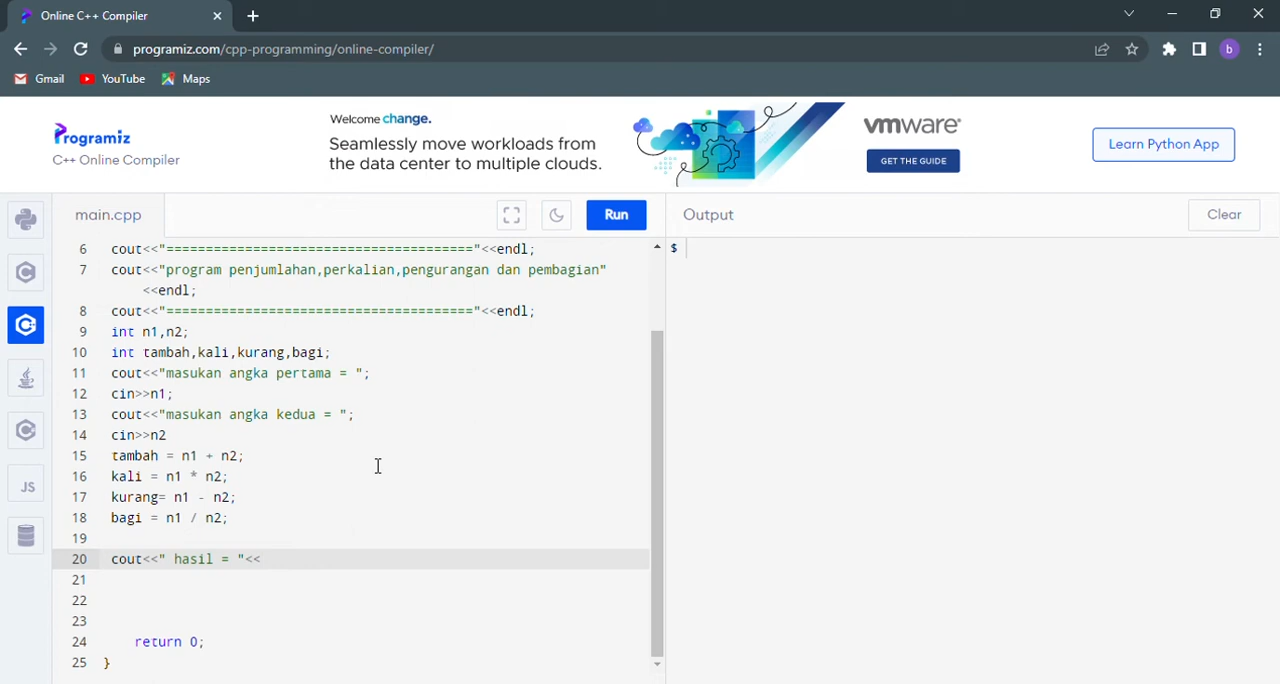 Online C++ Compiler
programiz.com/cpp-programming/online-compiler/
b
Gmail YouTube Maps
Programiz
C++ Online Compiler
Welcome change.
Seamlessly move workloads from
the data center to multiple clouds.
vmware®
GET THE GUIDE
Learn Python App
main.cpp
Run
Output
Clear
6 cout<<"======================================="<<endl;
7 cout<<"program penjumlahan,perkalian,pengurangan dan pembagian"
<<endl;
8 cout<<"======================================="<<endl;
9 int n1,n2;
10 int tambah,kali,kurang,bagi;
11 cout<<"masukan angka pertama = ";
12 cin>>n1;
13 cout<<"masukan angka kedua = ";
14 cin>>n2
15 tambah = n1 + n2;
16 kali = n1 * n2;
17 kurang= n1 - n2;
18 bagi = n1 / n2;
19
20 cout<<" hasil = "<<
21
22
23
24 return 0;
25 }
$
JS